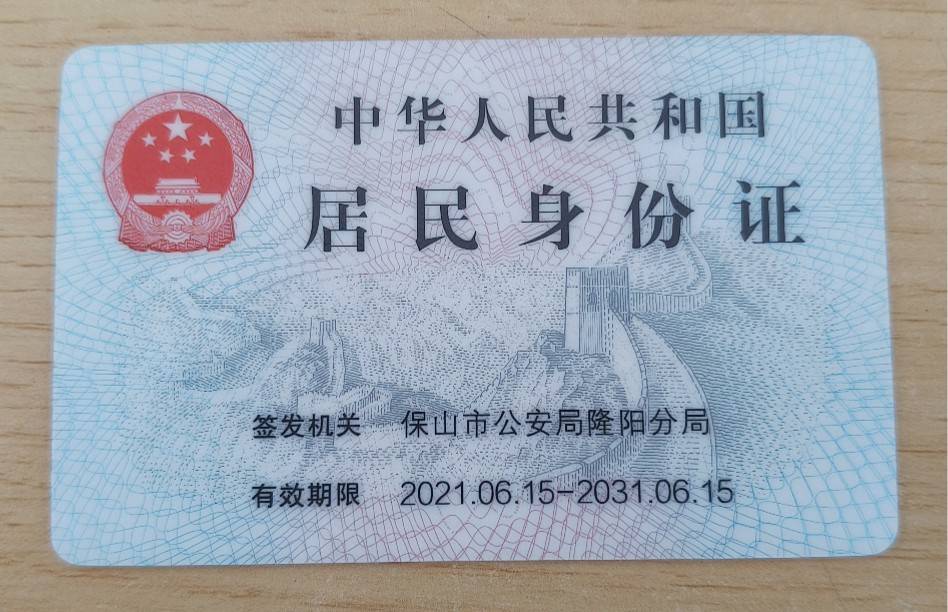 中华人民共和国
居民身份证
签发机关 保山市公安局隆阳分局
有效期限 2021.06.15-2031.06.15